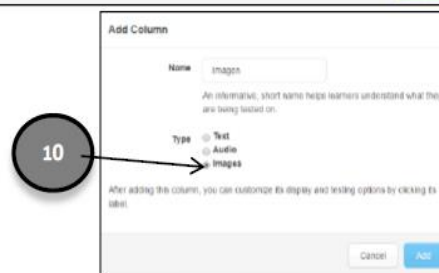 Add Column
Name Images
An informative, short name helps learners understand what they
are being tested on.
Type Text
Audio
Images
10
After adding this column, you can customize its display and testing options by clicking its
label.
Cancel Add